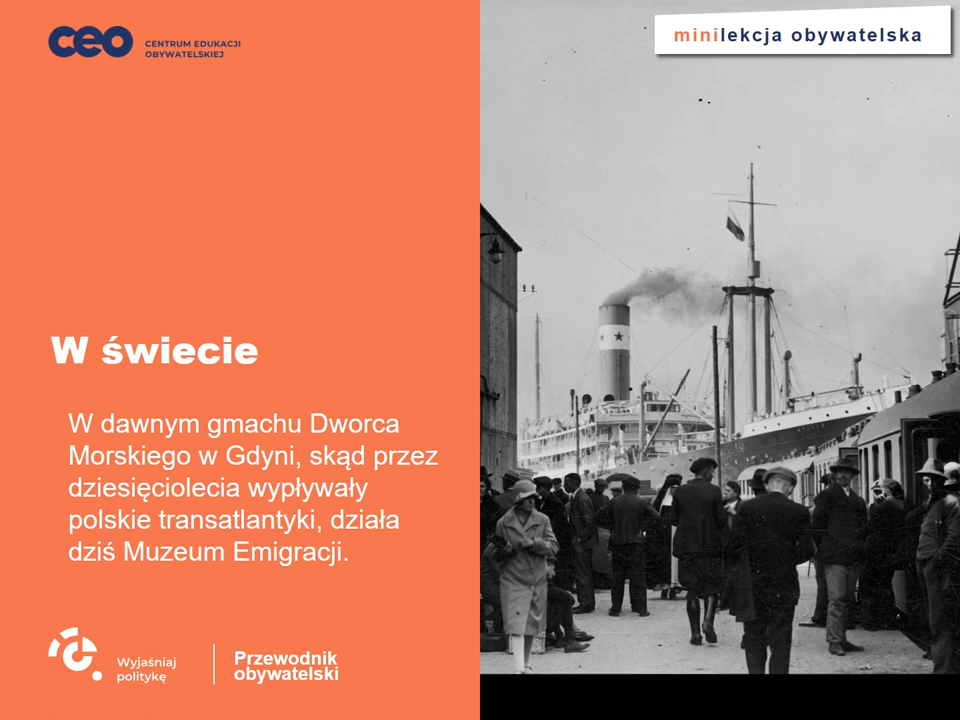 ceo CENTRUM EDUKACJI
OBYWATELSKIEJ
minilekcja obywatelska
W świecie
W dawnym gmachu Dworca
Morskiego w Gdyni, skąd przez
dziesięciolecia wypływały
polskie transatlantyki, działa
dziś Muzeum Emigracji.
Wyjaśniaj
politykę
Przewodnik
obywatelski